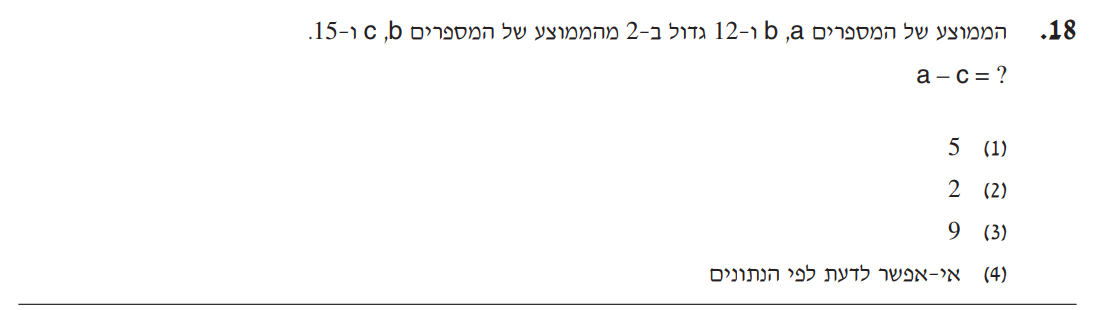 18. הממוצע של המספרים a, b ו-12 גדול ב-2 מהממוצע של המספרים b, c ו-15.
a – c = ?
(1) 5
(2) 2
(3) 9
(4) אי-אפשר לדעת לפי הנתונים